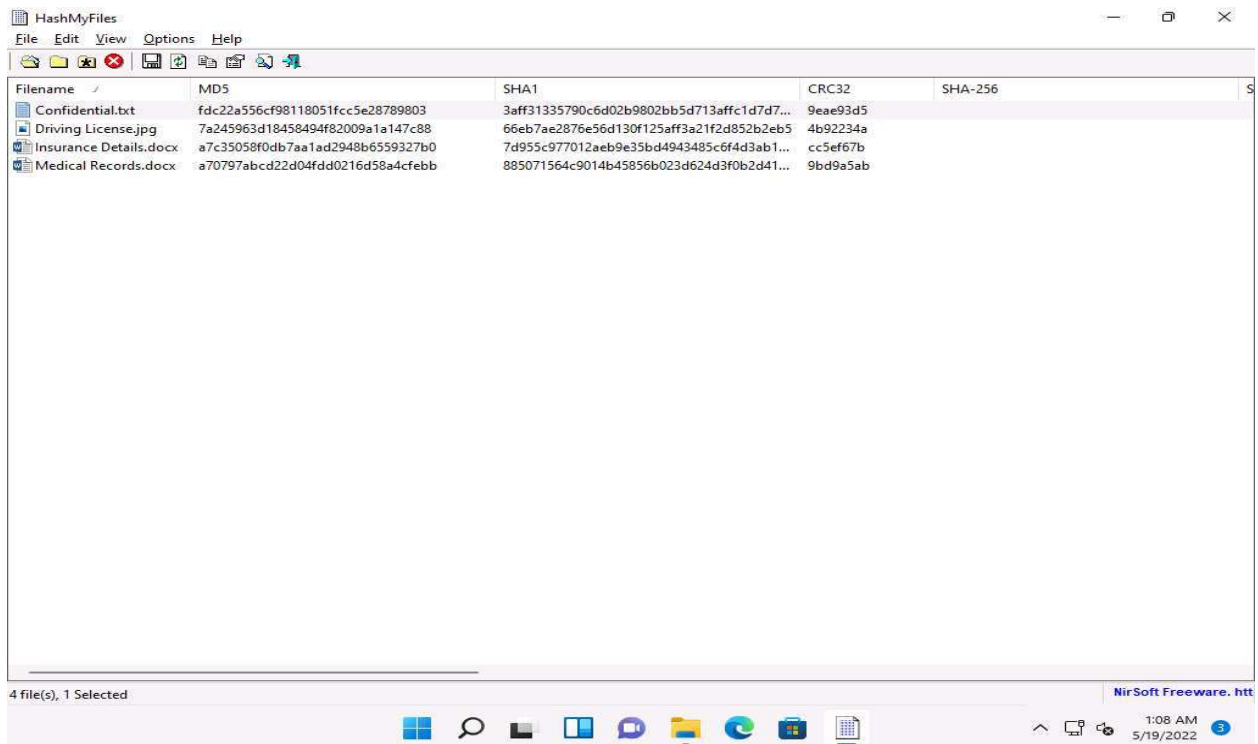 HashMyFiles
File Edit View Options Help
Filename / MD5 SHA1 CRC32 SHA-256 S
Confidential.txt fdc22a556cf98118051fcc5e28789803 3aff31335790c6d02b9802bb5d713affc1d7d7... 9eae93d5
Driving License.jpg 7a245963d18458494f82009a1a147c88 66eb7ae2876e56d130f125aff3a21f2d852b2eb5 4b92234a
Insurance Details.docx a7c35058f0db7aa1ad2948b6559327b0 7d955c977012aeb9e35bd4943485c6f4d3ab1... cc5ef67b
Medical Records.docx a70797abcd22d04fdd0216d58a4cfebb 885071564c9014b45856b023d624d3f0b2d41... 9bd9a5ab
4 file(s), 1 Selected NirSoft Freeware. htt
1:08 AM
5/19/2022 3